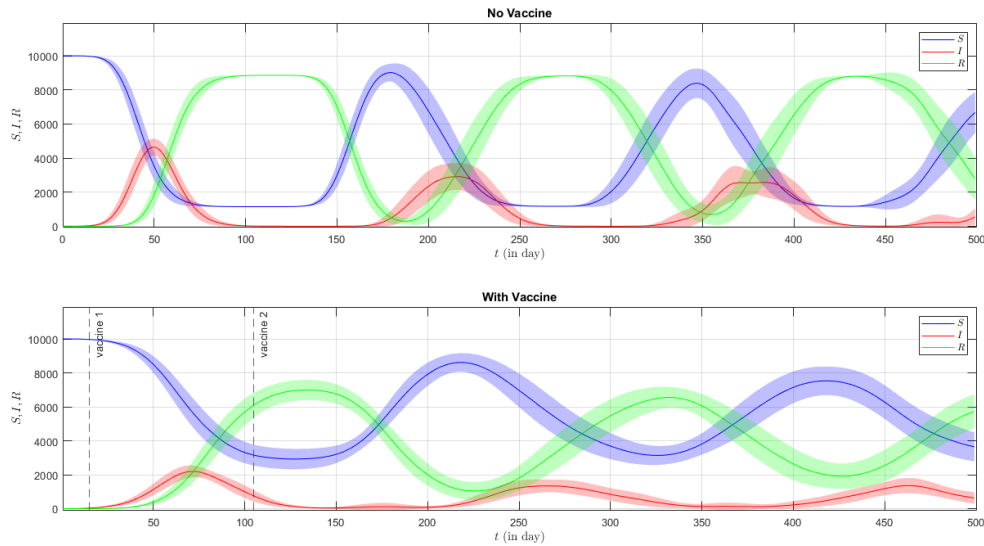 No Vaccine
S, I, R
10000
8000
6000
4000
2000
0
0 50 100 150 200 250 300 350 400 450 500
t (in day)
S
I
R
With Vaccine
S, I, R
10000
8000
6000
4000
2000
0
vaccine 1
vaccine 2
50 100 150 200 250 300 350 400 450 500
t (in day)
S
I
R